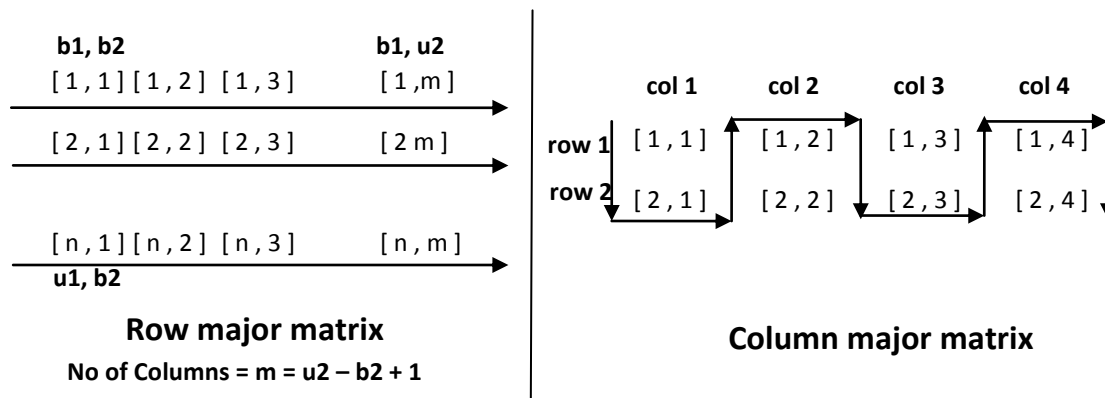 b1, b2 b1, u2
[ 1 , 1 ] [ 1 , 2 ] [ 1 , 3 ] [ 1 ,m ]
[ 2 , 1 ] [ 2 , 2 ] [ 2 , 3 ] [ 2 m ]
[ n , 1 ] [ n , 2 ] [ n , 3 ] [ n , m ]
u1, b2
Row major matrix
No of Columns = m = u2 – b2 + 1
col 1 col 2 col 3 col 4
row 1 [ 1 , 1 ] [ 1 , 2 ] [ 1 , 3 ] [ 1 , 4 ]
row 2 [ 2 , 1 ] [ 2 , 2 ] [ 2 , 3 ] [ 2 , 4 ]
Column major matrix